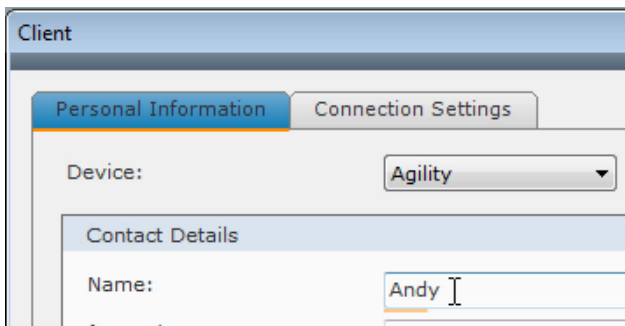 Client
Personal Information Connection Settings
Device: Agility
Contact Details
Name: Andy